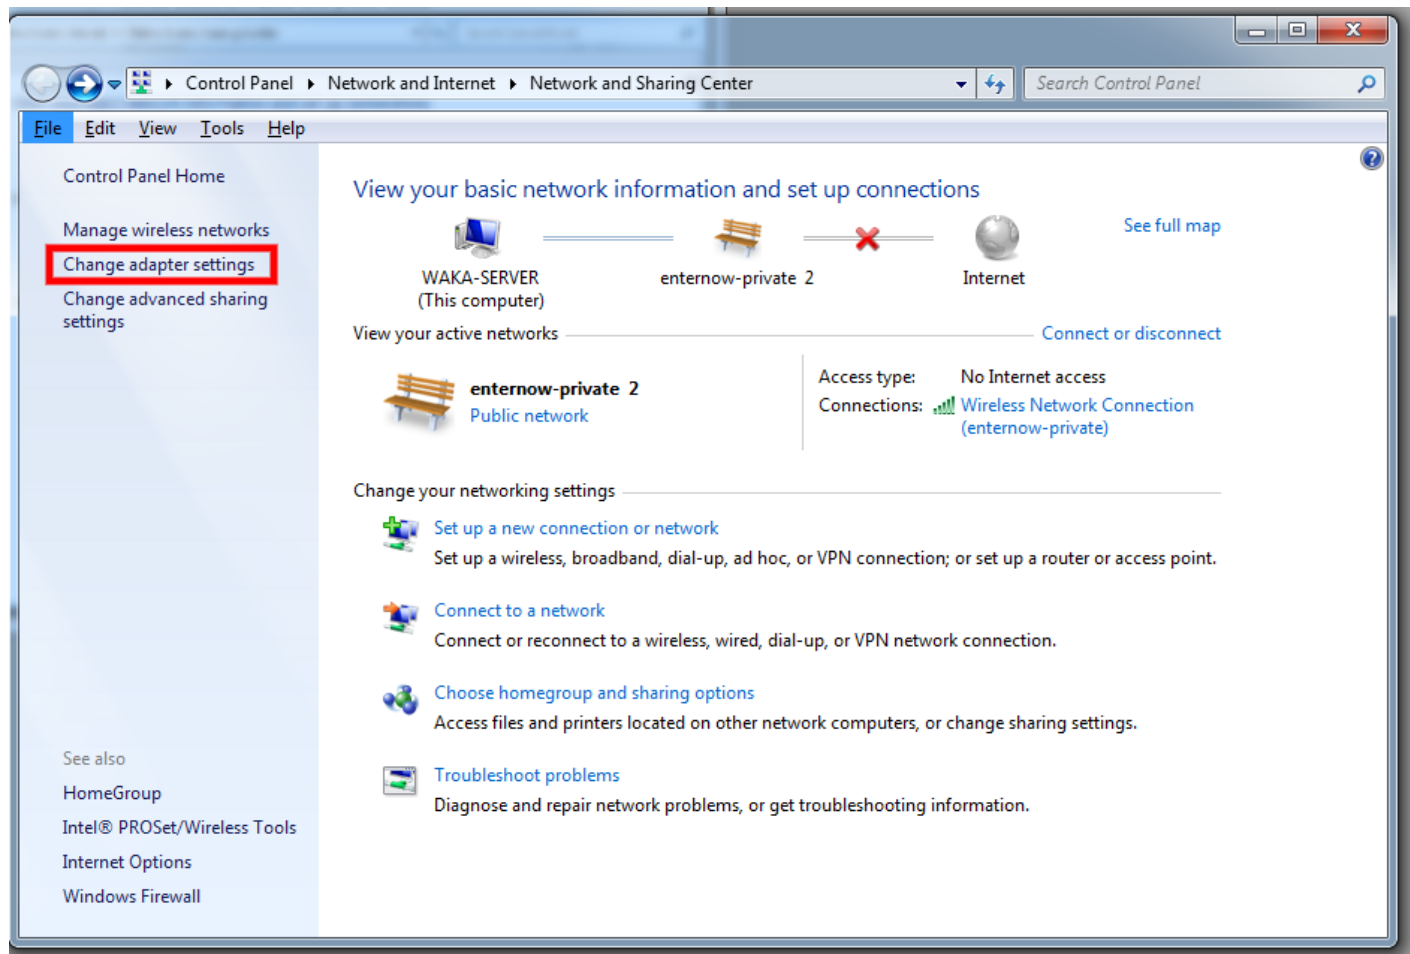 Control Panel Network and Internet Network and Sharing Center
Search Control Panel
File Edit View Tools Help
Control Panel Home
Manage wireless networks
Change adapter settings
Change advanced sharing
settings
See also
HomeGroup
Intel® PROSet/Wireless Tools
Internet Options
Windows Firewall
View your basic network information and set up connections
See full map
WAKA-SERVER
(This computer)
enternow-private 2
Internet
View your active networks
Connect or disconnect
enternow-private 2
Public network
Access type: No Internet access
Connections: Wireless Network Connection
(enternow-private)
Change your networking settings
Set up a new connection or network
Set up a wireless, broadband, dial-up, ad hoc, or VPN connection; or set up a router or access point.
Connect to a network
Connect or reconnect to a wireless, wired, dial-up, or VPN network connection.
Choose homegroup and sharing options
Access files and printers located on other network computers, or change sharing settings.
Troubleshoot problems
Diagnose and repair network problems, or get troubleshooting information.